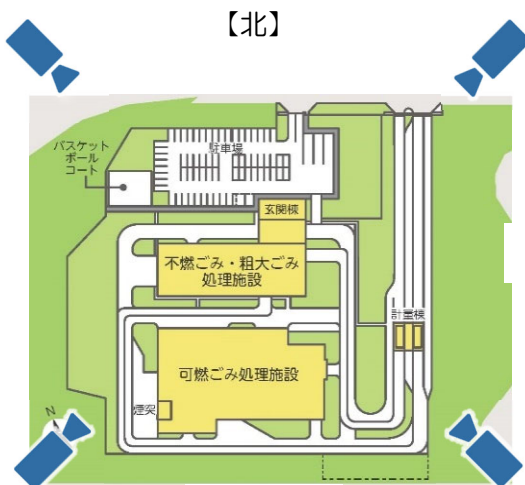 【北】
バスケット
ボール
コート
駐車場
玄関棟
不燃ごみ・粗大ごみ
処理施設
計量棟
可燃ごみ処理施設
煙突
N